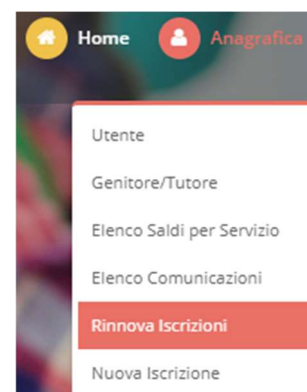 Home Anagrafica
Utente
Genitore/Tutore
Elenco Saldi per Servizio
Elenco Comunicazioni
Rinnova Iscrizioni
Nuova Iscrizione